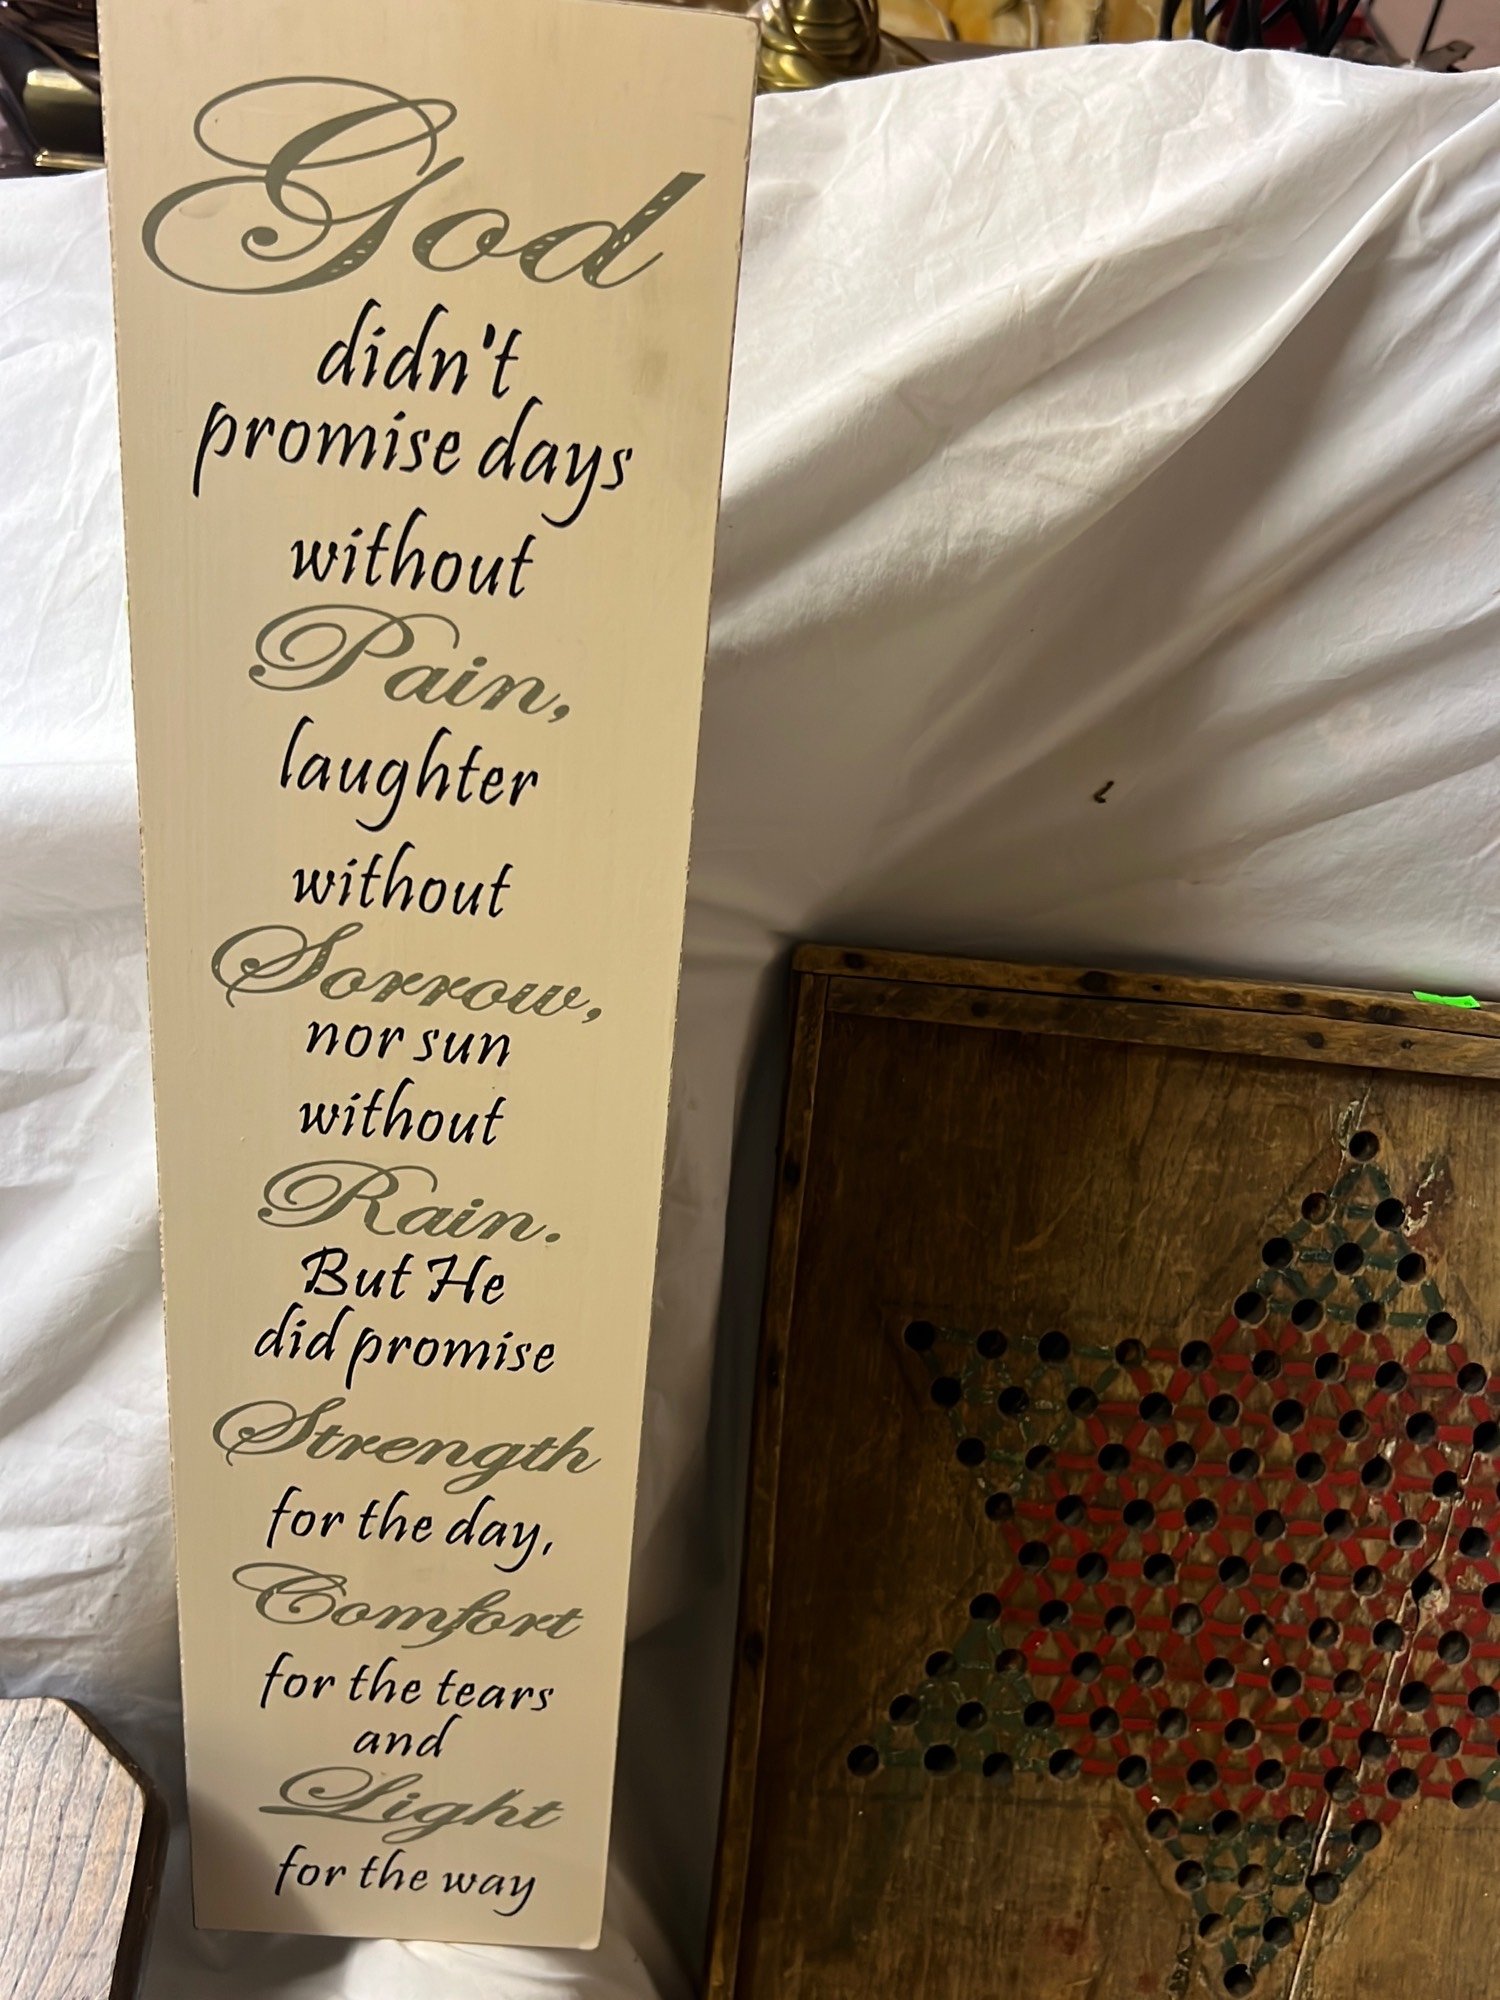 God
didn't
promise days
without
Pain,
laughter
without
Sorrow,
nor sun
without
Rain.
But He
did promise
Strength
for the day,
Comfort
for the tears
and
Light
for the way